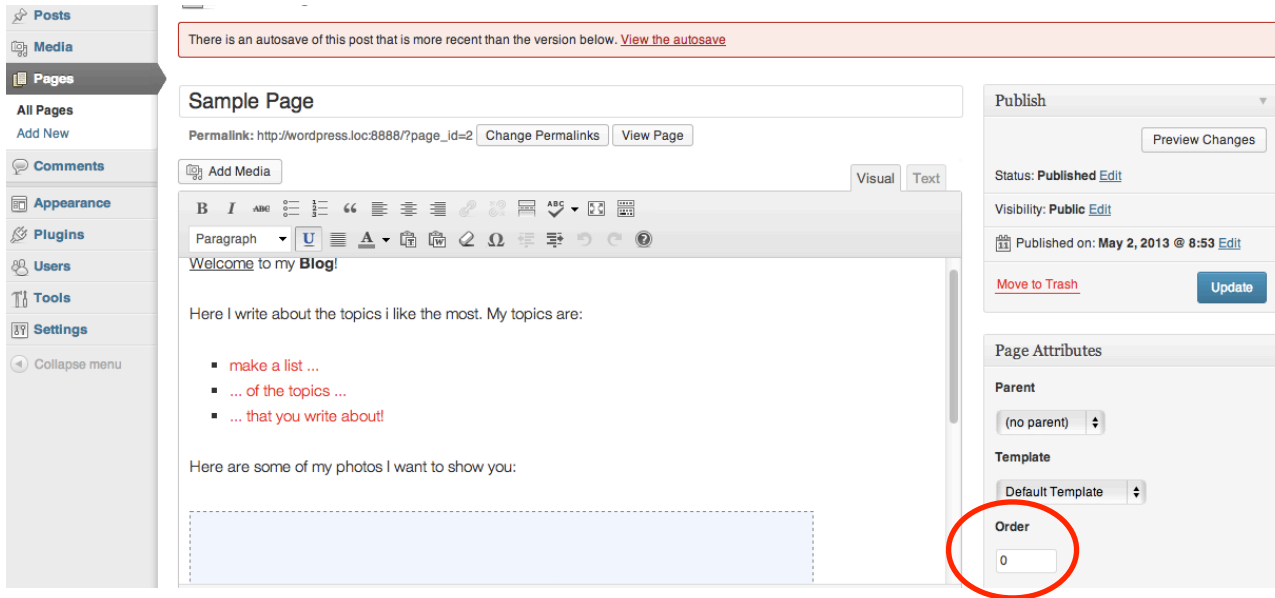 Posts
Media
Pages
All Pages
Add New
Comments
Appearance
Plugins
Users
Tools
Settings
Collapse menu
There is an autosave of this post that is more recent than the version below. View the autosave
Sample Page
Permalink: http://wordpress.loc:8888/?page_id=2 Change Permalinks View Page
Add Media
Visual Text
B I ABC ABC
Paragraph U A
Welcome to my Blog!
Here I write about the topics i like the most. My topics are:
make a list ...
... of the topics ...
... that you write about!
Here are some of my photos I want to show you:
Publish
Preview Changes
Status: Published Edit
Visibility: Public Edit
Published on: May 2, 2013 @ 8:53 Edit
Move to Trash Update
Page Attributes
Parent
(no parent)
Template
Default Template
Order
0